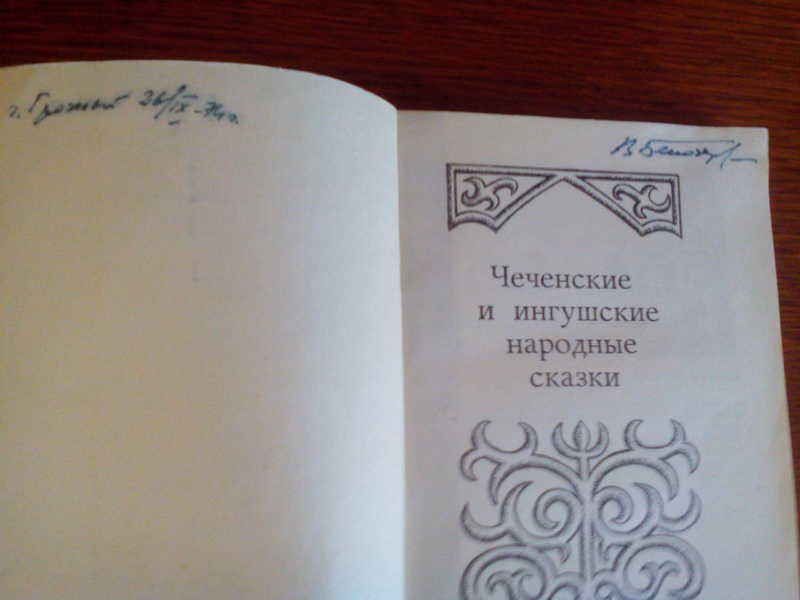 г. Грозный 26/IX-74г.
Чеченские
и ингушские
народные
сказки